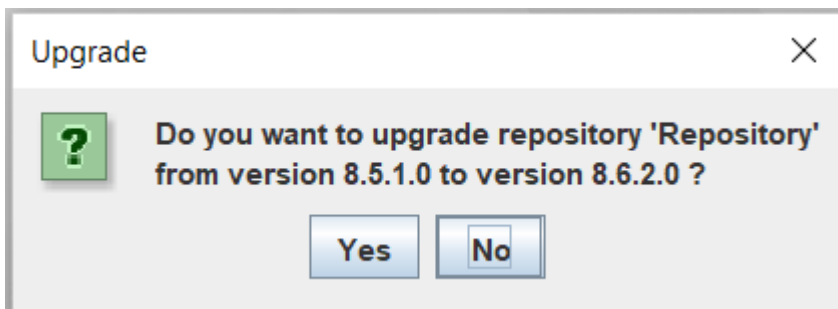 Upgrade
?
Do you want to upgrade repository 'Repository'
from version 8.5.1.0 to version 8.6.2.0 ?
Yes No